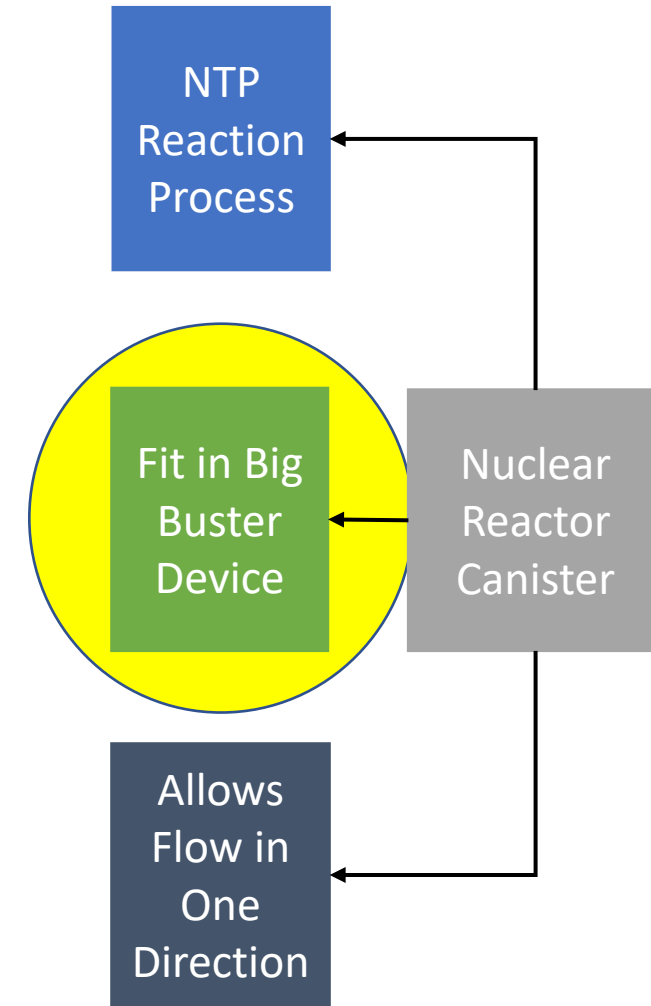 NTP
Reaction
Process
Fit in Big
Buster
Device
Nuclear
Reactor
Canister
Allows
Flow in
One
Direction